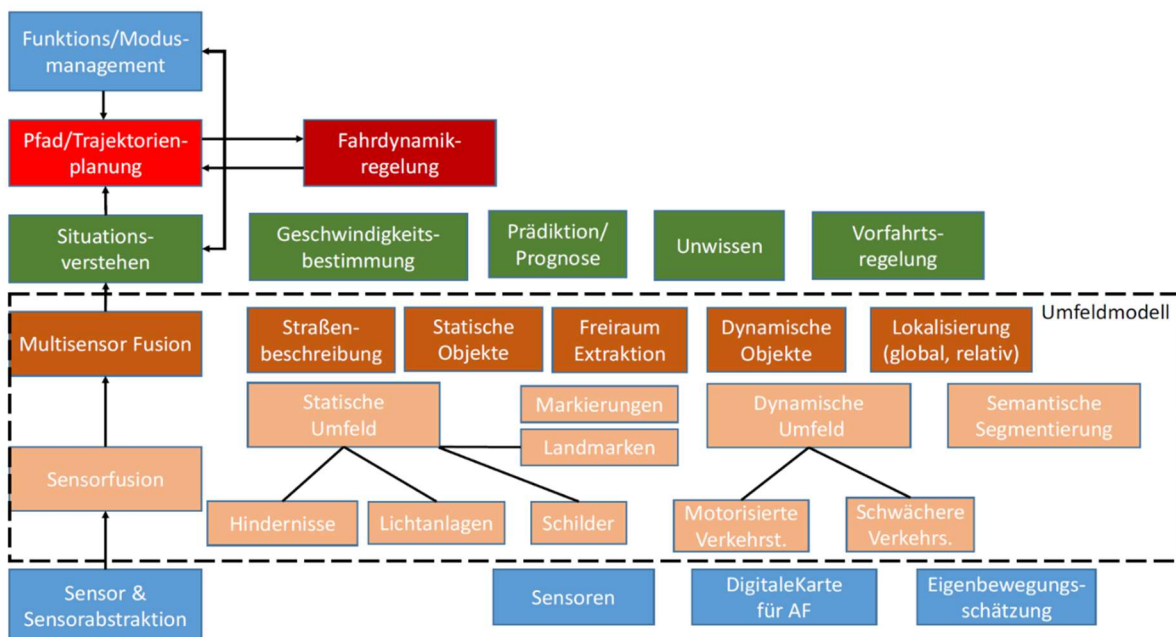 Funktions/Modus-
management
Pfad/Trajektorien-
planung
Fahrdynamik-
regelung
Situations-
verstehen
Geschwindigkeits-
bestimmung
Prädiktion/
Prognose
Unwissen
Vorfahrts-
regelung
Umfeldmodell
Multisensor Fusion
Straßen-
beschreibung
Statische
Objekte
Freiraum
Extraktion
Dynamische
Objekte
Lokalisierung
(global, relativ)
Statische
Umfeld
Markierungen
Landmarken
Dynamische
Umfeld
Semantische
Segmentierung
Sensorfusion
Hindernisse
Lichtanlagen
Schilder
Motorisierte
Verkehrst.
Schwächere
Verkehrs.
Sensor &
Sensorabstraktion
Sensoren
DigitaleKarte
für AF
Eigenbewegungs-
schätzung